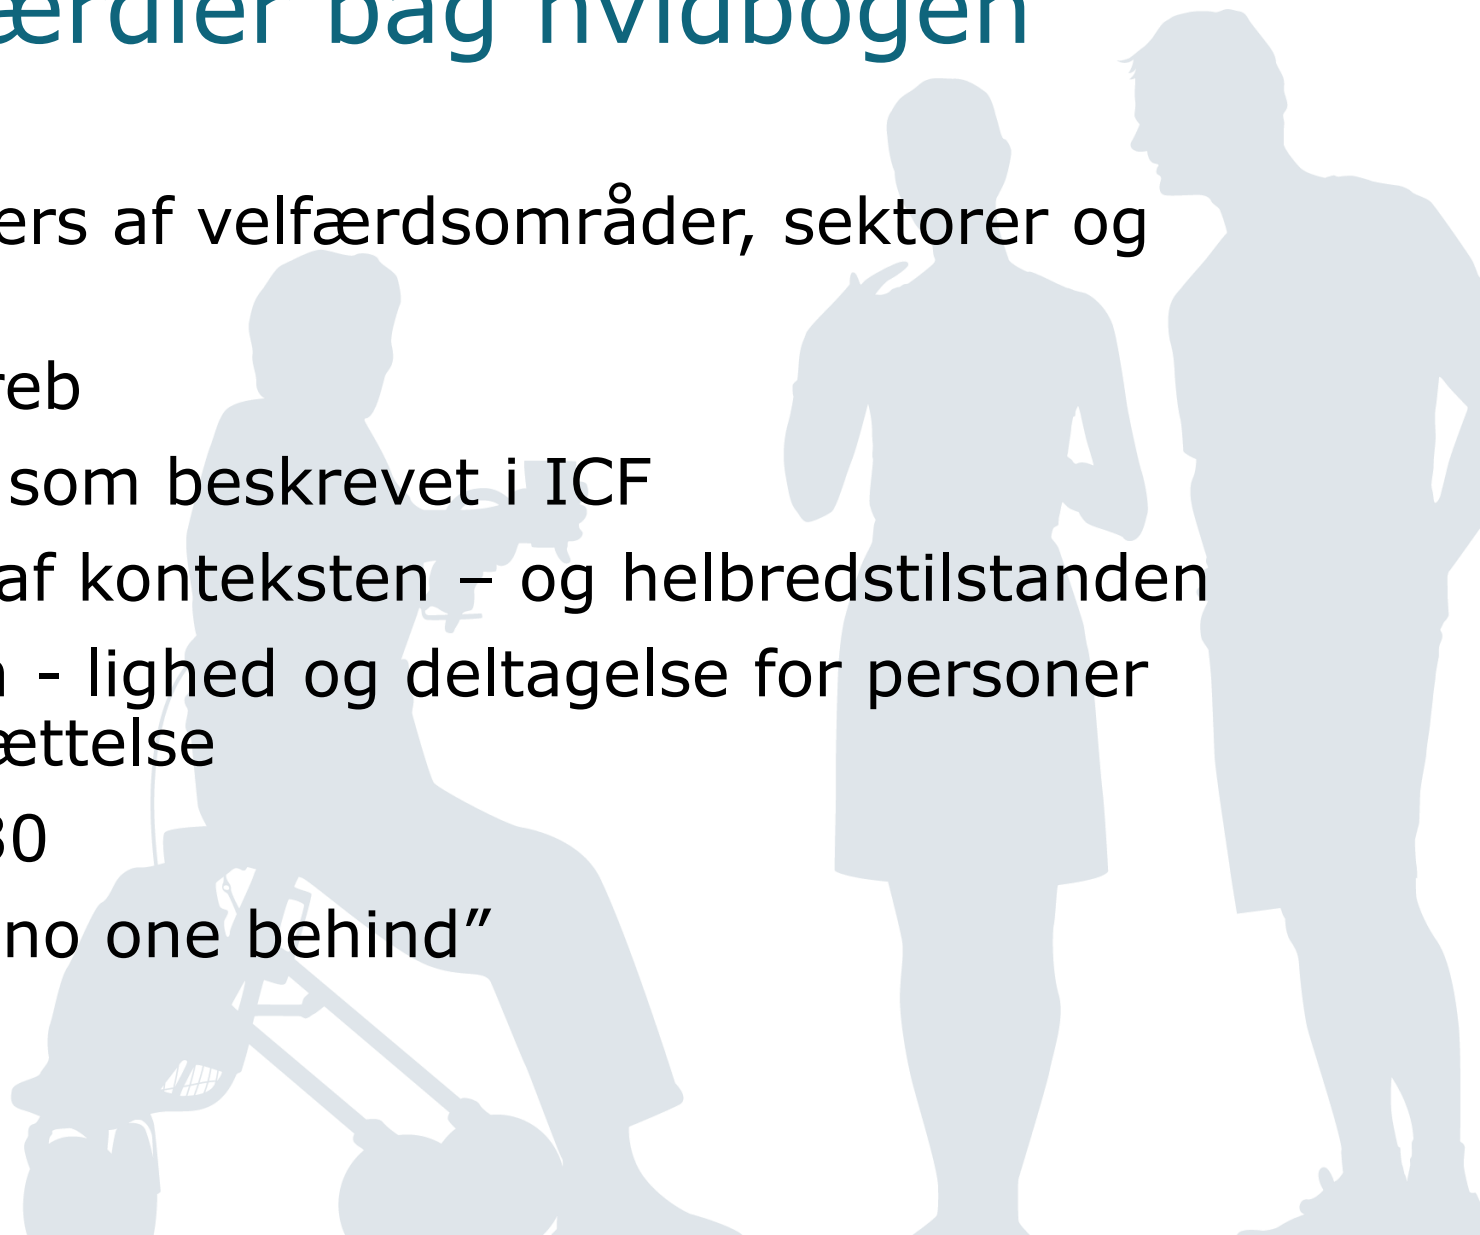 ærdier bag hvidbogen
ers af velfærdsområder, sektorer og
reb
som beskrevet i ICF
af konteksten – og helbredstilstanden
- lighed og deltagelse for personer
ættelse
30
no one behind”